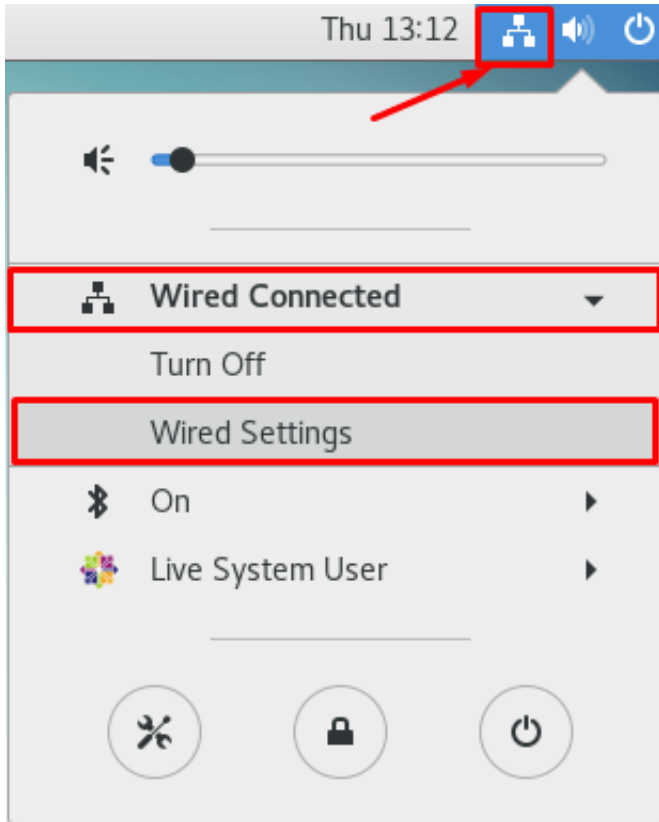 Thu 13:12
Wired Connected
Turn Off
Wired Settings
On
Live System User